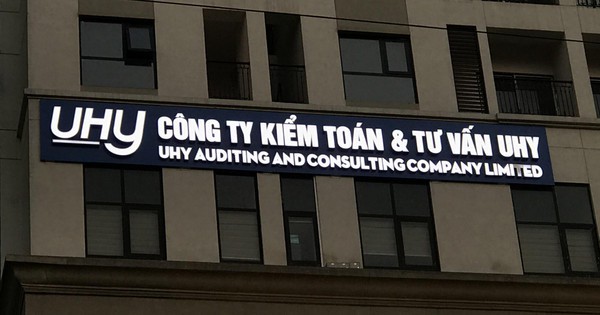 UHY
CÔNG TY KIỂM TOÁN & TƯ VẤN UHY
UHY AUDITING AND CONSULTING COMPANY LIMITED